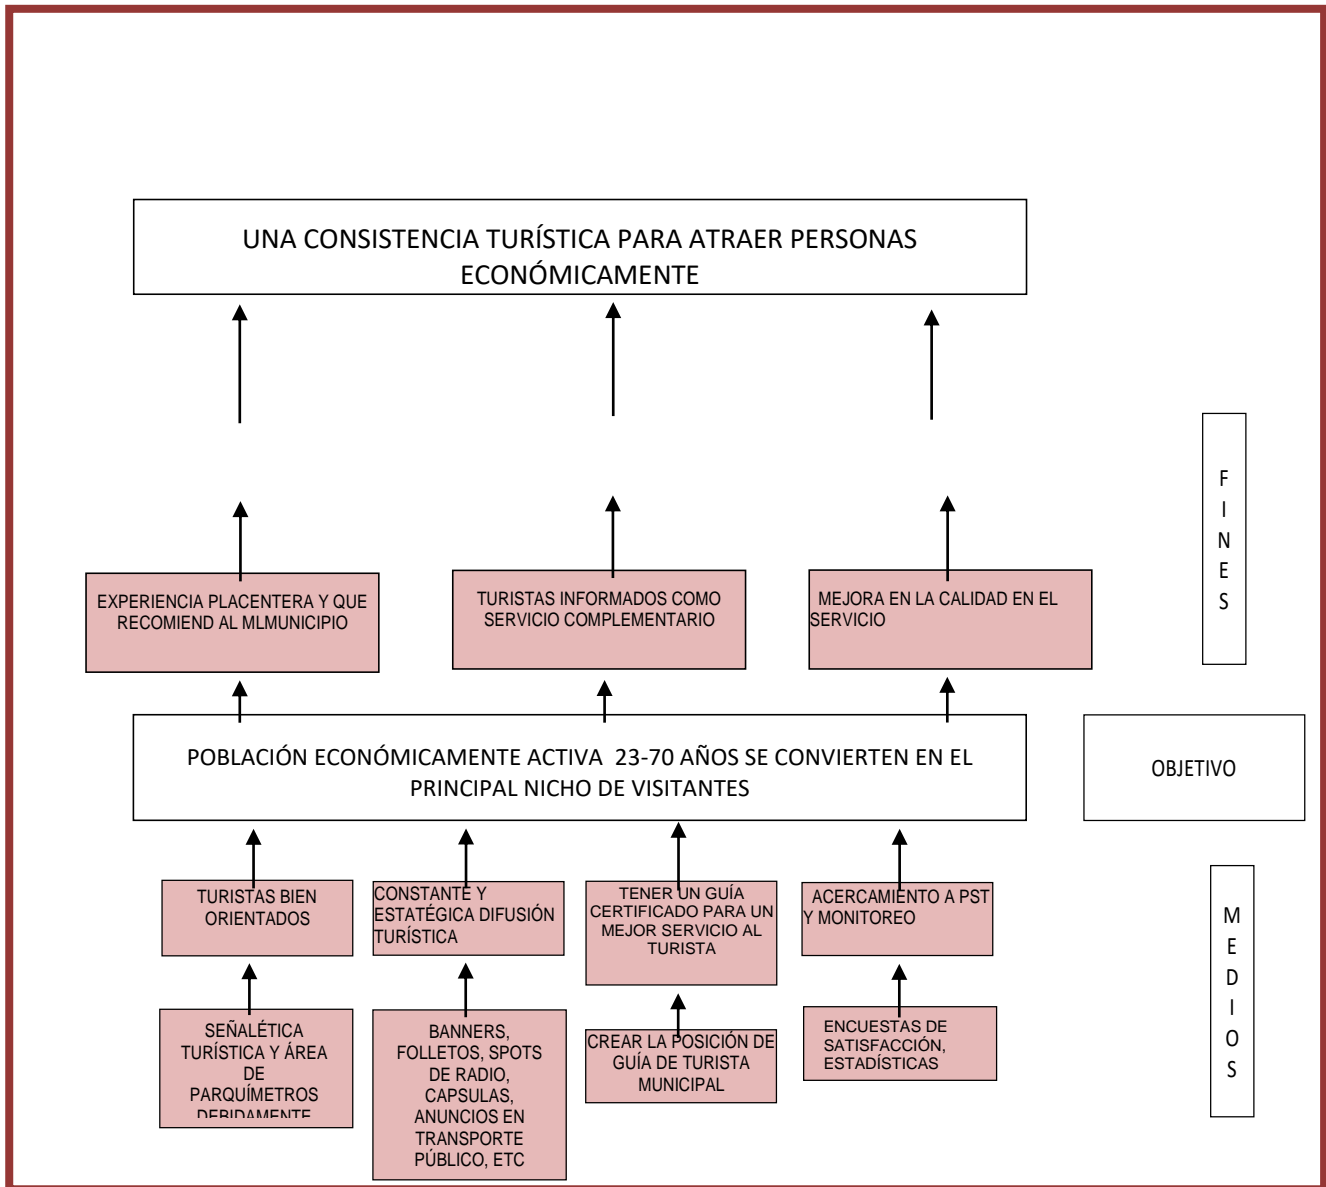 UNA CONSISTENCIA TURÍSTICA PARA ATRAER PERSONAS
ECONÓMICAMENTE
F
I
N
E
S
EXPERIENCIA PLACENTERA Y QUE
RECOMIEND AL MLMUNICIPIO
TURISTAS INFORMADOS COMO
SERVICIO COMPLEMENTARIO
MEJORA EN LA CALIDAD EN EL
SERVICIO
POBLACIÓN ECONÓMICAMENTE ACTIVA 23-70 AÑOS SE CONVIERTEN EN EL
PRINCIPAL NICHO DE VISITANTES
OBJETIVO
TURISTAS BIEN
ORIENTADOS
CONSTANTE Y
ESTATÉGICA DIFUSIÓN
TURÍSTICA
TENER UN GUÍA
CERTIFICADO PARA UN
MEJOR SERVICIO AL
TURISTA
ACERCAMIENTO A PST
Y MONITOREO
M
E
D
I
O
S
SEÑALÉTICA
TURÍSTICA Y ÁREA
DE
PARQUÍMETROS
DEBIDAMENTE
BANNERS,
FOLLETOS, SPOTS
DE RADIO,
CAPSULAS,
ANUNCIOS EN
TRANSPORTE
PÚBLICO, ETC
CREAR LA POSICIÓN DE
GUÍA DE TURISTA
MUNICIPAL
ENCUESTAS DE
SATISFACCIÓN,
ESTADÍSTICAS